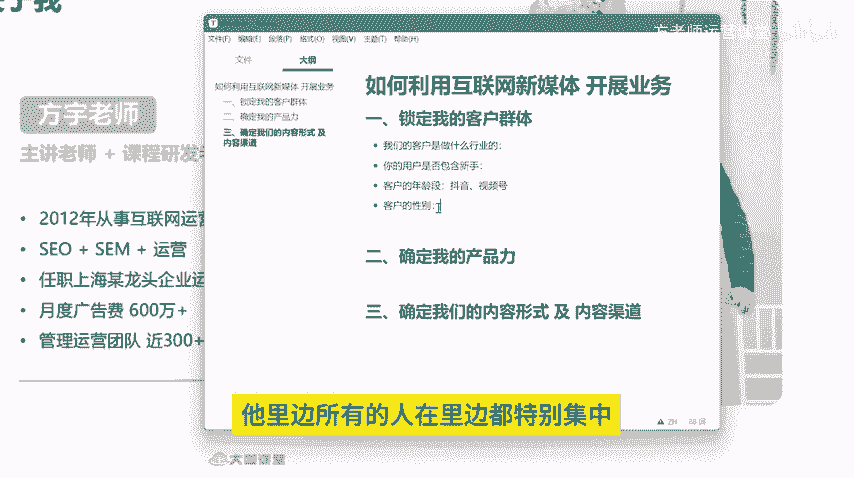 于我
方老师运营课堂
方宇老师
主讲老师 + 课程研发
2012年从事互联网运营
SEO + SEM + 运营
任职上海某龙头企业运
月度广告费 600万+
管理运营团队 近300+
文件(F) 编辑(E) 段落(P) 格式(O) 视图(V) 主题(T) 帮助(H)
文件 大纲
如何利用互联网新媒体 开展业务
一、锁定我的客户群体
二、确定我的产品力
三、确定我们的内容形式 及
内容渠道
如何利用互联网新媒体 开展业务
一、锁定我的客户群体
我们的客户是做什么行业的：
你的用户是否包含新手：
客户的年龄段：抖音、视频号
客户的性别：
二、确定我的产品力
三、确定我们的内容形式 及 内容渠道
ZH 88 词
他里边所有的人在里边都特别集中